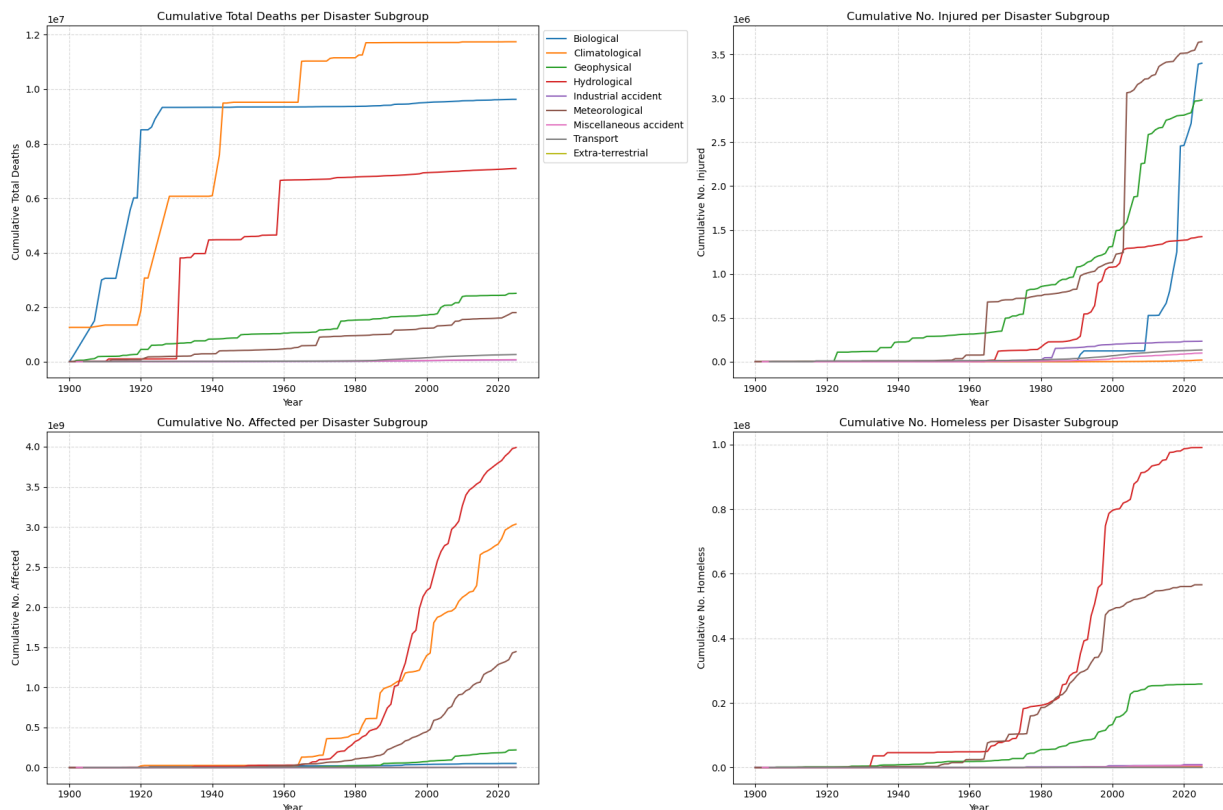 Cumulative Total Deaths per Disaster Subgroup
1e7
1.2
1.0
0.8
0.6
0.4
0.2
0.0
Cumulative Total Deaths
1900 1920 1940 1960 1980 2000 2020
Year
Biological
Climatological
Geophysical
Hydrological
Industrial accident
Meteorological
Miscellaneous accident
Transport
Extra-terrestrial
Cumulative No. Injured per Disaster Subgroup
1e6
3.5
3.0
2.5
2.0
1.5
1.0
0.5
0.0
Cumulative No. Injured
1900 1920 1940 1960 1980 2000 2020
Year
Cumulative No. Affected per Disaster Subgroup
1e9
4.0
3.5
3.0
2.5
2.0
1.5
1.0
0.5
0.0
Cumulative No. Affected
1900 1920 1940 1960 1980 2000 2020
Year
Cumulative No. Homeless per Disaster Subgroup
1e8
1.0
0.8
0.6
0.4
0.2
0.0
Cumulative No. Homeless
1900 1920 1940 1960 1980 2000 2020
Year